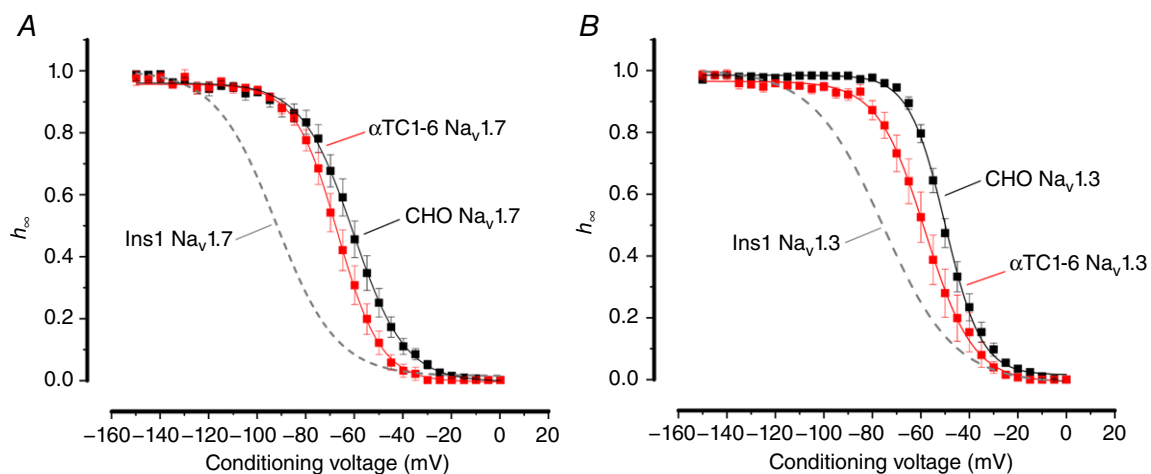 A
1.0
0.8
0.6
0.4
0.2
0.0
h∞
αTC1-6 Nav1.7
CHO Nav1.7
Ins1 Nav1.7
−160 −140 −120 −100 −80 −60 −40 −20 0 20
Conditioning voltage (mV)
B
1.0
0.8
0.6
0.4
0.2
0.0
h∞
CHO Nav1.3
Ins1 Nav1.3
αTC1-6 Nav1.3
−160 −140 −120 −100 −80 −60 −40 −20 0 20
Conditioning voltage (mV)